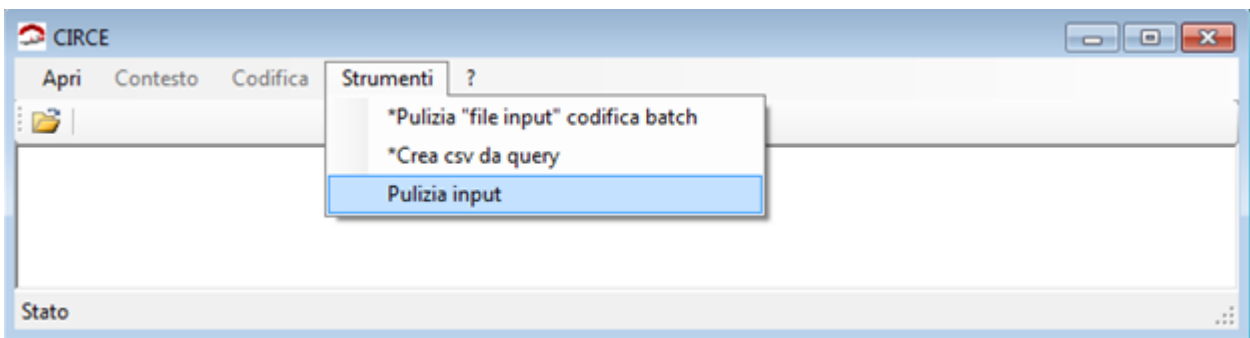 CIRCE
Apri Contesto Codifica Strumenti ?
*Pulizia "file input" codifica batch
*Crea csv da query
Pulizia input
Stato